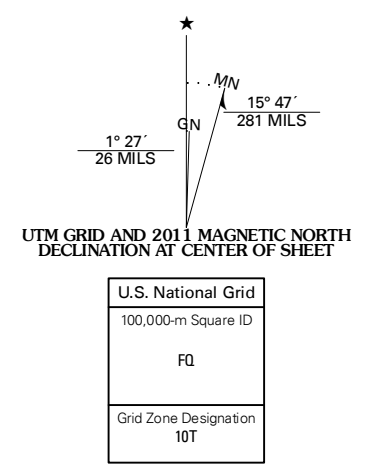 ★
MN
15° 47´
281 MILS
GN
1° 27´
26 MILS
UTM GRID AND 2011 MAGNETIC NORTH
DECLINATION AT CENTER OF SHEET
U.S. National Grid
100,000-m Square ID
FQ
Grid Zone Designation
10T